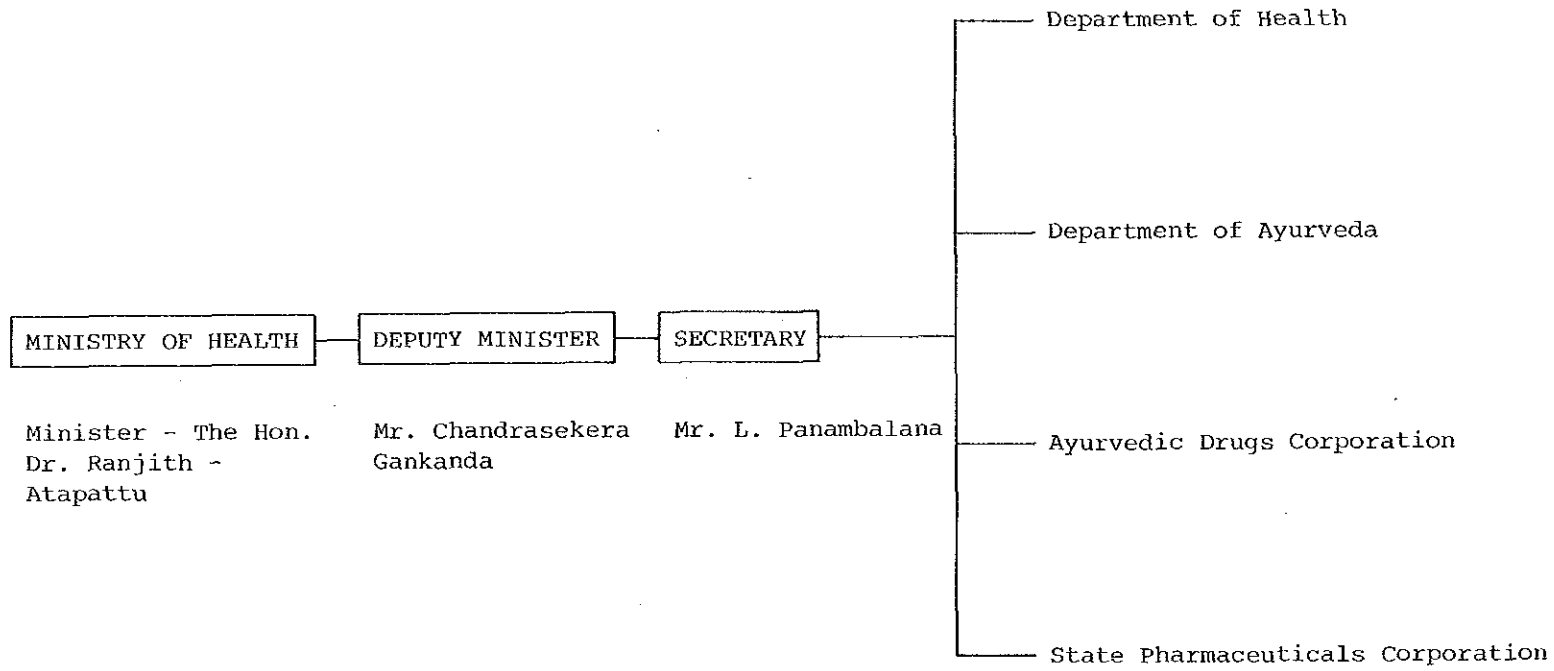 Department of Health
Department of Ayurveda
MINISTRY OF HEALTH
DEPUTY MINISTER
SECRETARY
Minister - The Hon.
Dr. Ranjith -
Atapattu
Mr. Chandrasekera
Gankanda
Mr. L. Panambalana
Ayurvedic Drugs Corporation
State Pharmaceuticals Corporation